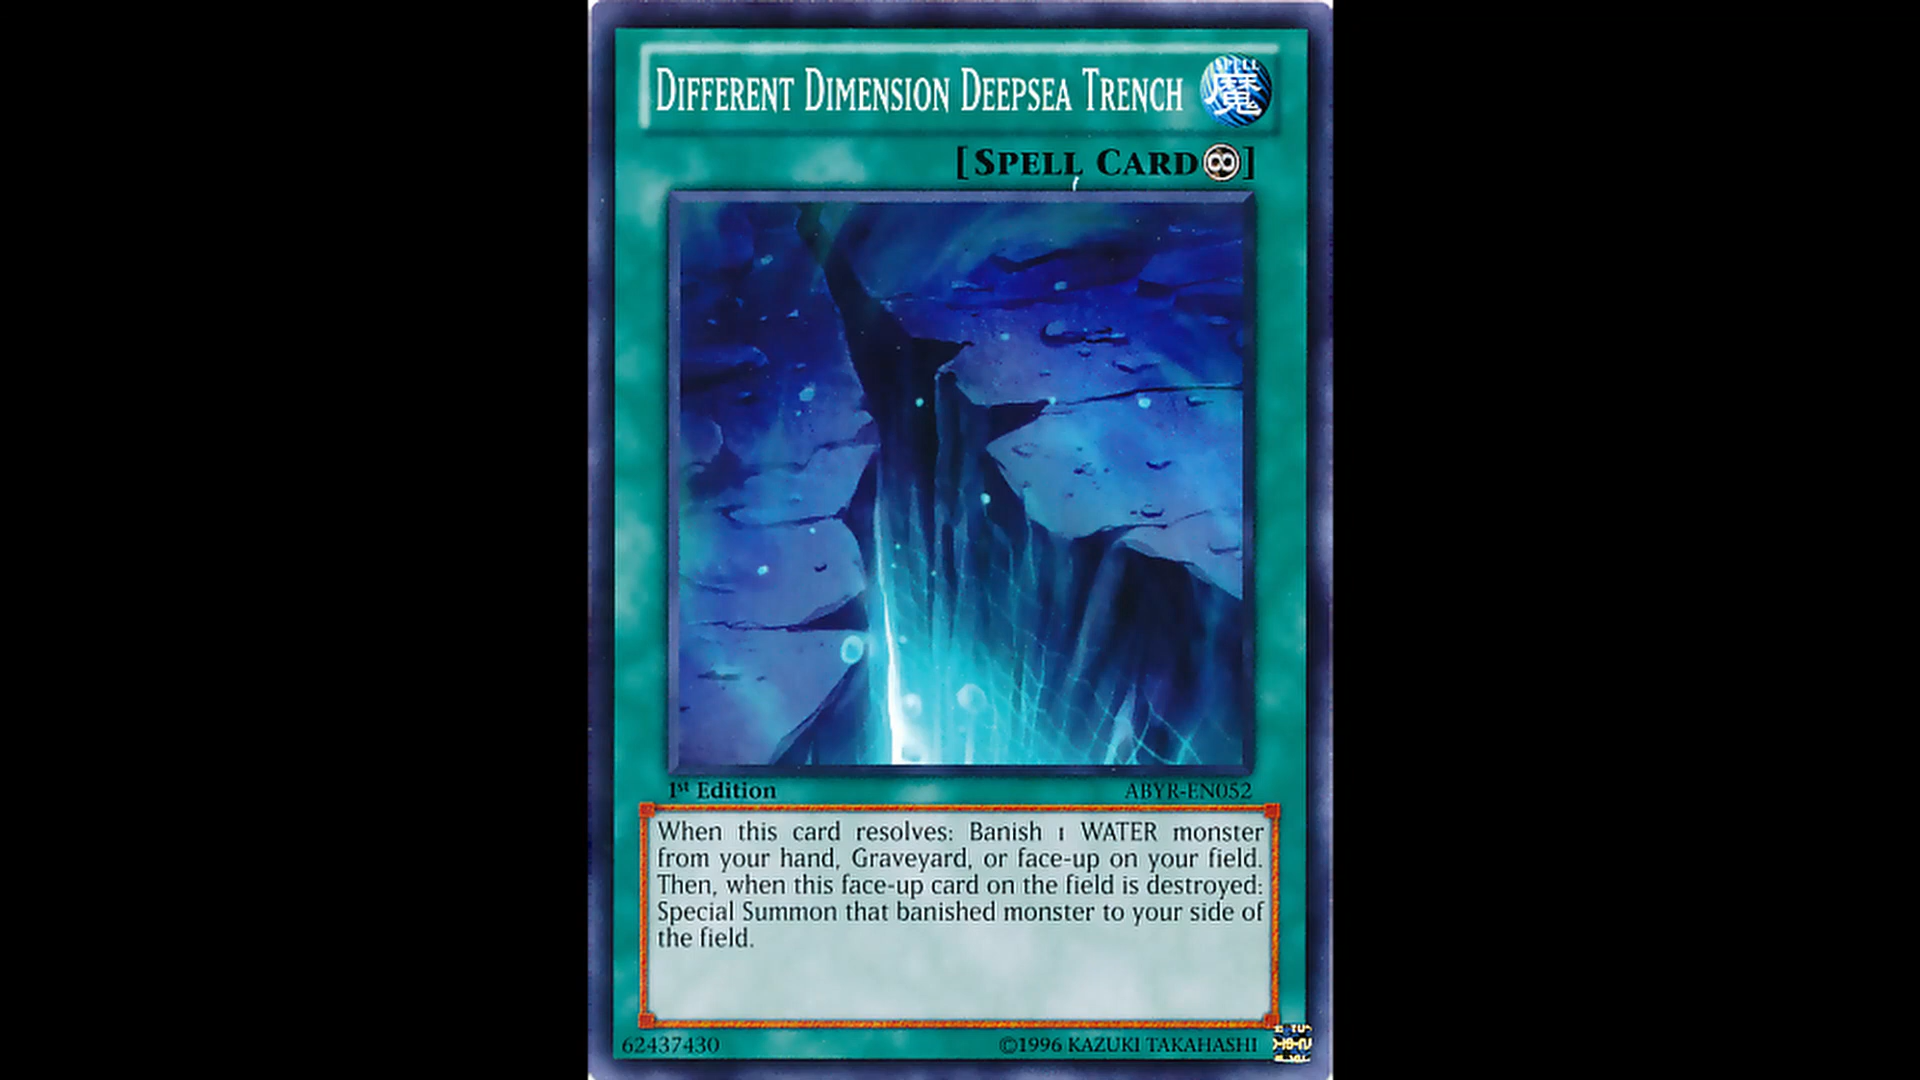 DIFFERENT DIMENSION DEEPSEA TRENCH
SPELL
魔
[SPELL CARD]
1st Edition
ABYR-EN052
When this card resolves: Banish 1 WATER monster
from your hand, Graveyard, or face-up on your field.
Then, when this face-up card on the field is destroyed:
Special Summon that banished monster to your side of
the field.
62437430
©1996 KAZUKI TAKAHASHI